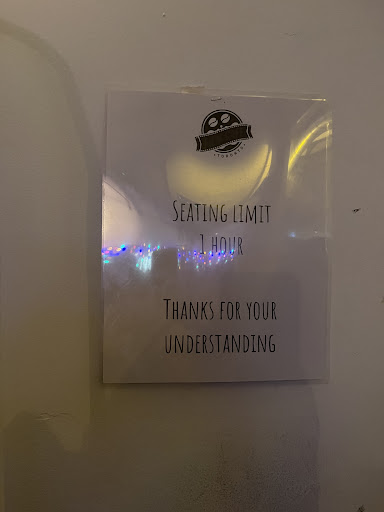 SEATING LIMIT
1 HOUR
THANKS FOR YOUR
UNDERSTANDING